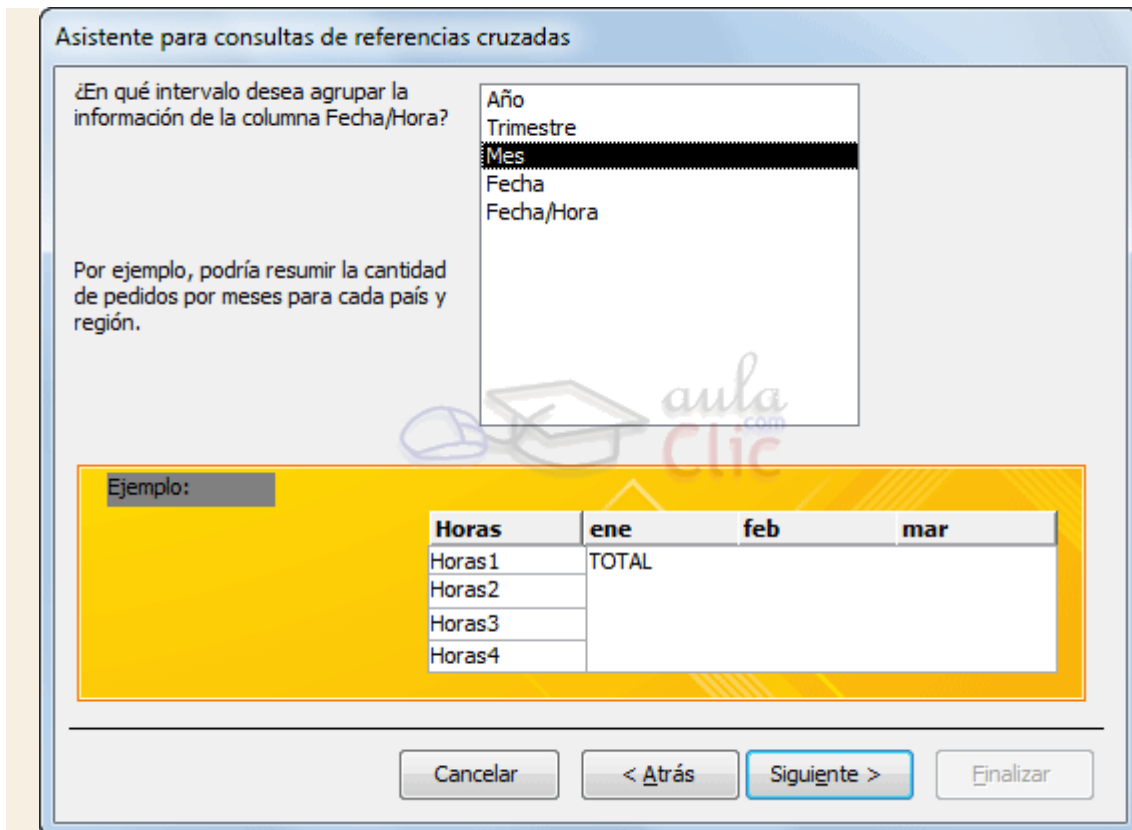 Asistente para consultas de referencias cruzadas
¿En qué intervalo desea agrupar la
información de la columna Fecha/Hora?
Año
Trimestre
Mes
Fecha
Fecha/Hora
Por ejemplo, podría resumir la cantidad
de pedidos por meses para cada país y
región.
aula
Clic
com
Ejemplo:
Horas ene feb mar
Horas1 TOTAL
Horas2
Horas3
Horas4
Cancelar < Atrás Siguiente > Finalizar